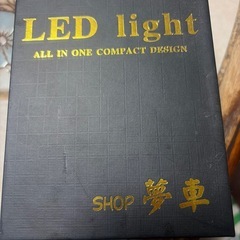 LED light
ALL IN ONE COMPACT DESIGN
SHOP 夢車